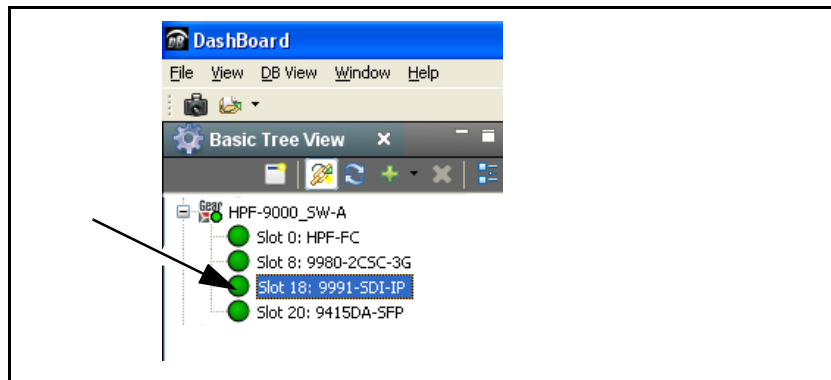 DB DashBoard
File View DB View Window Help
Basic Tree View
Gear HPF-9000_SW-A
Slot 0: HPF-FC
Slot 8: 9980-2CSC-3G
Slot 18: 9991-SDI-IP
Slot 20: 9415DA-SFP